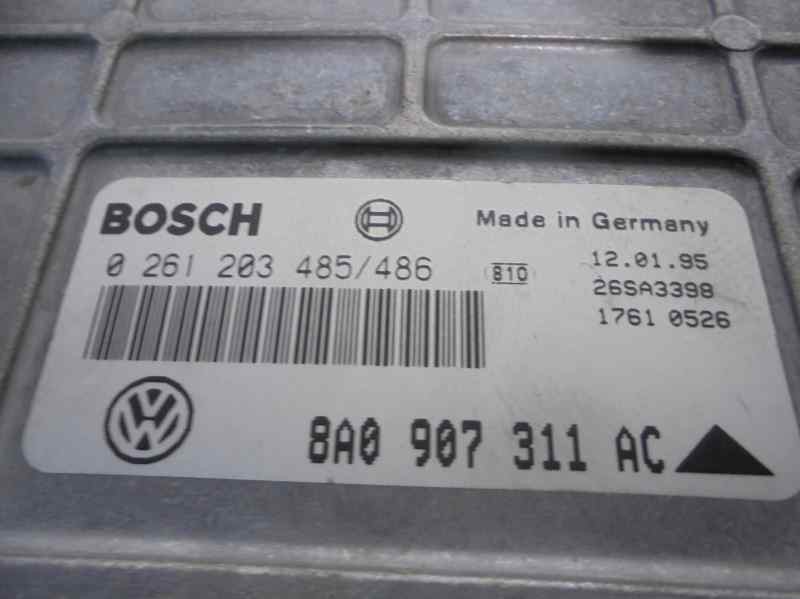 BOSCH
Made in Germany
0 261 203 485/486
810
12.01.95
26SA3398
1761 0526
8A0 907 311 AC